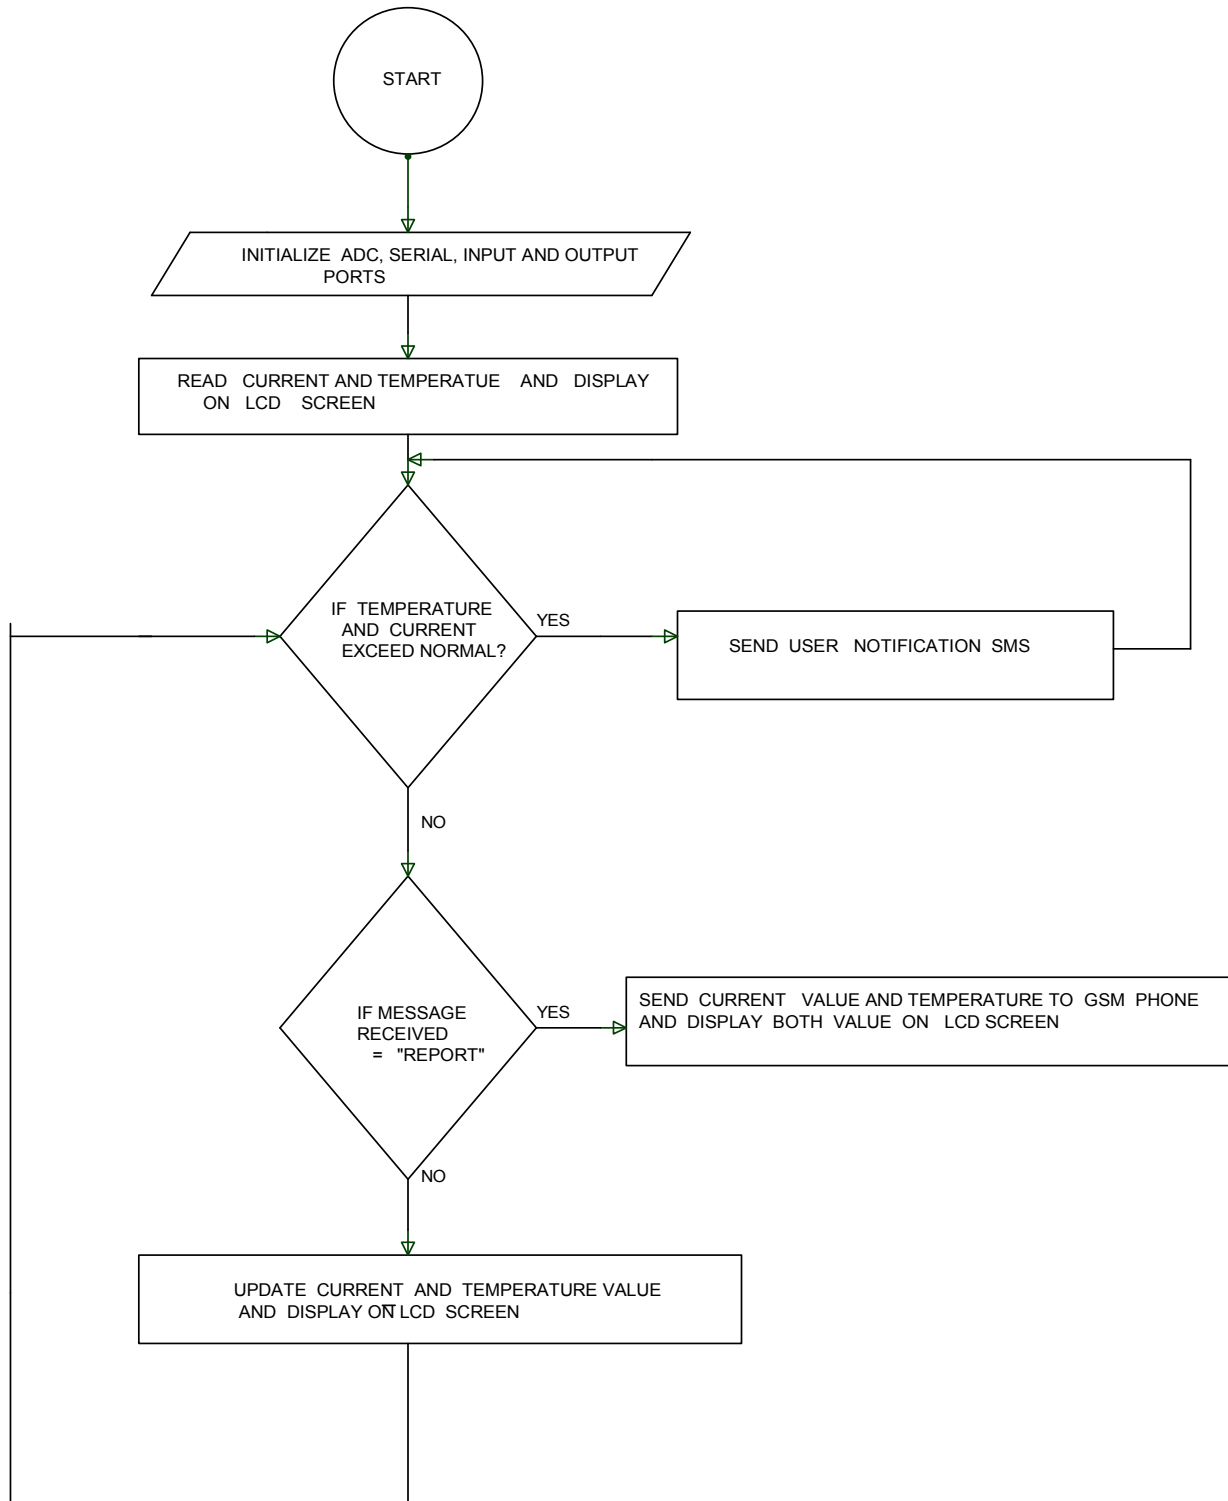 START
INITIALIZE ADC, SERIAL, INPUT AND OUTPUT
PORTS
READ CURRENT AND TEMPERATUE AND DISPLAY
ON LCD SCREEN
IF TEMPERATURE
AND CURRENT
EXCEED NORMAL?
YES
SEND USER NOTIFICATION SMS
NO
IF MESSAGE
RECEIVED
= "REPORT"
YES
SEND CURRENT VALUE AND TEMPERATURE TO GSM PHONE
AND DISPLAY BOTH VALUE ON LCD SCREEN
NO
UPDATE CURRENT AND TEMPERATURE VALUE
AND DISPLAY ON LCD SCREEN